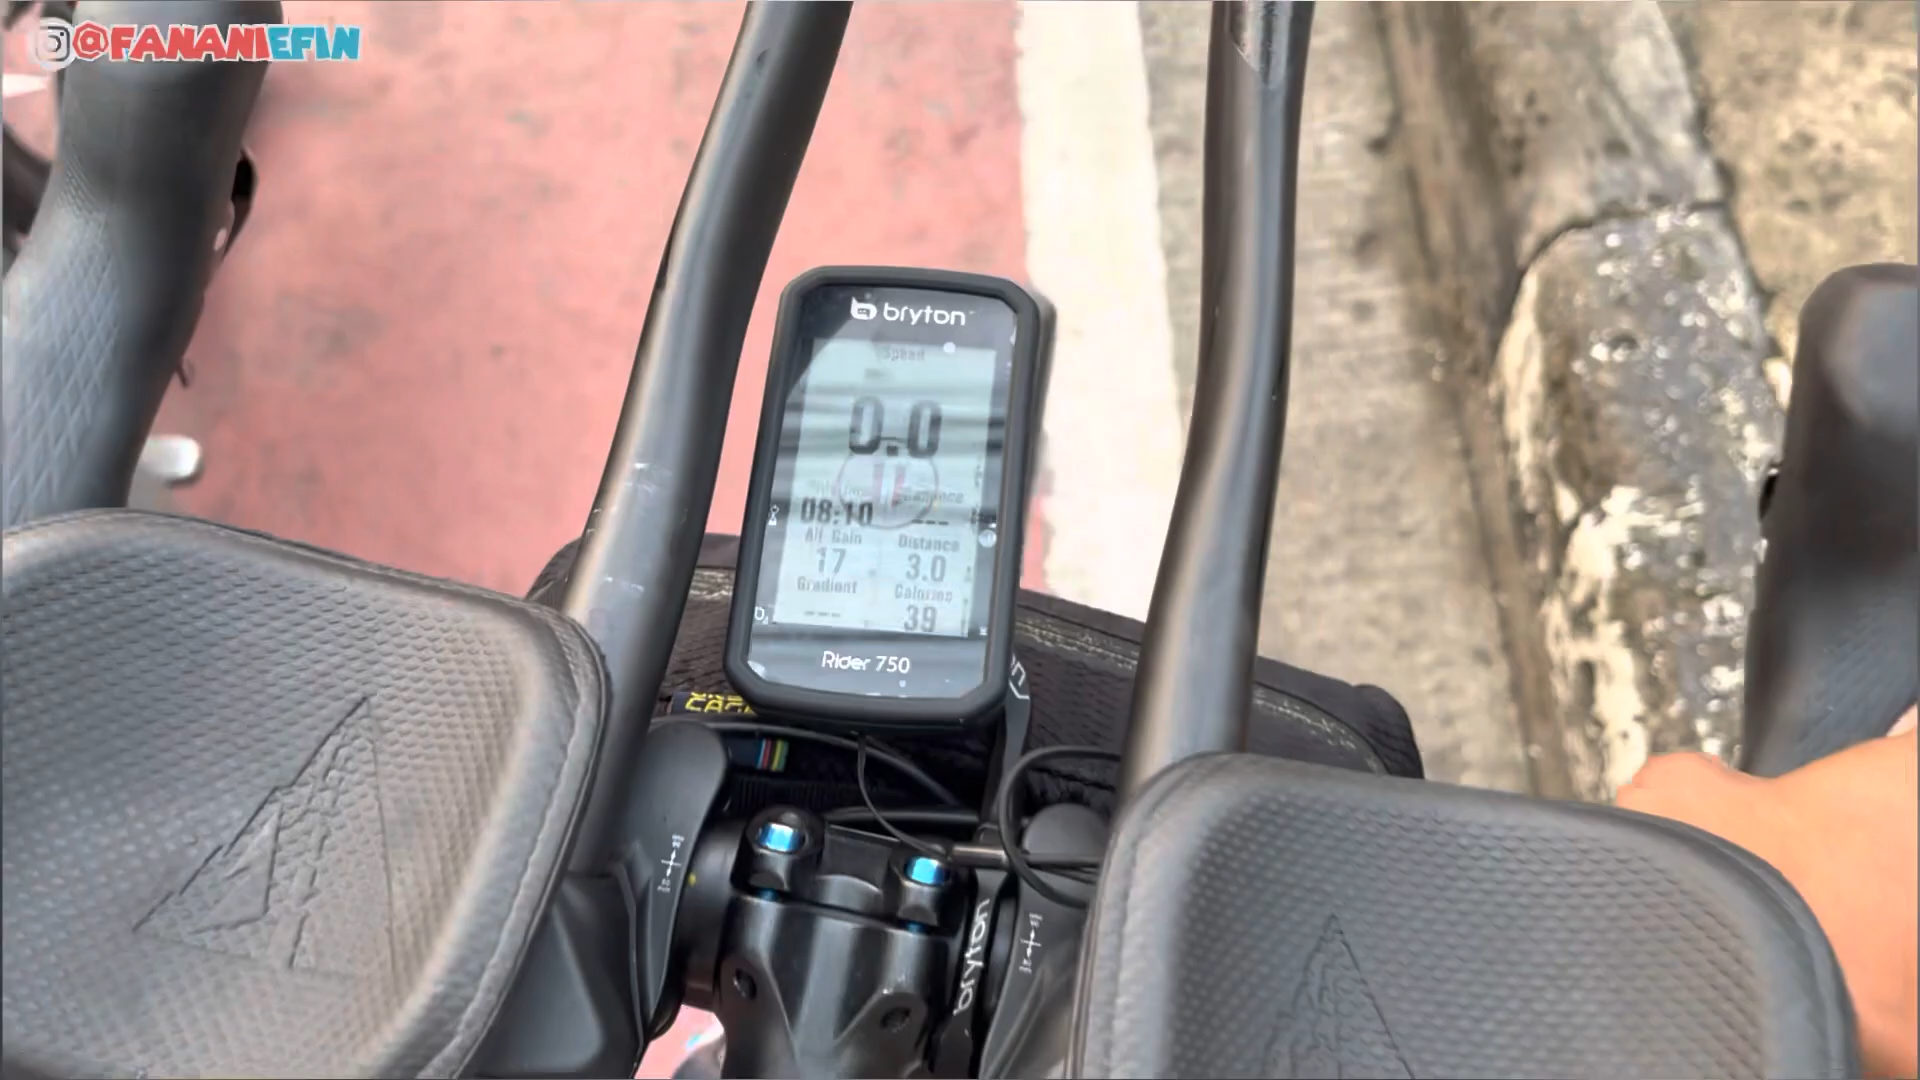 @FANANIEFIN
bryton
Speed
0.0
08:10
---
Alt Gain
Distance
17
3.0
Gradient
Calories
---
39
Rider 750
bryton